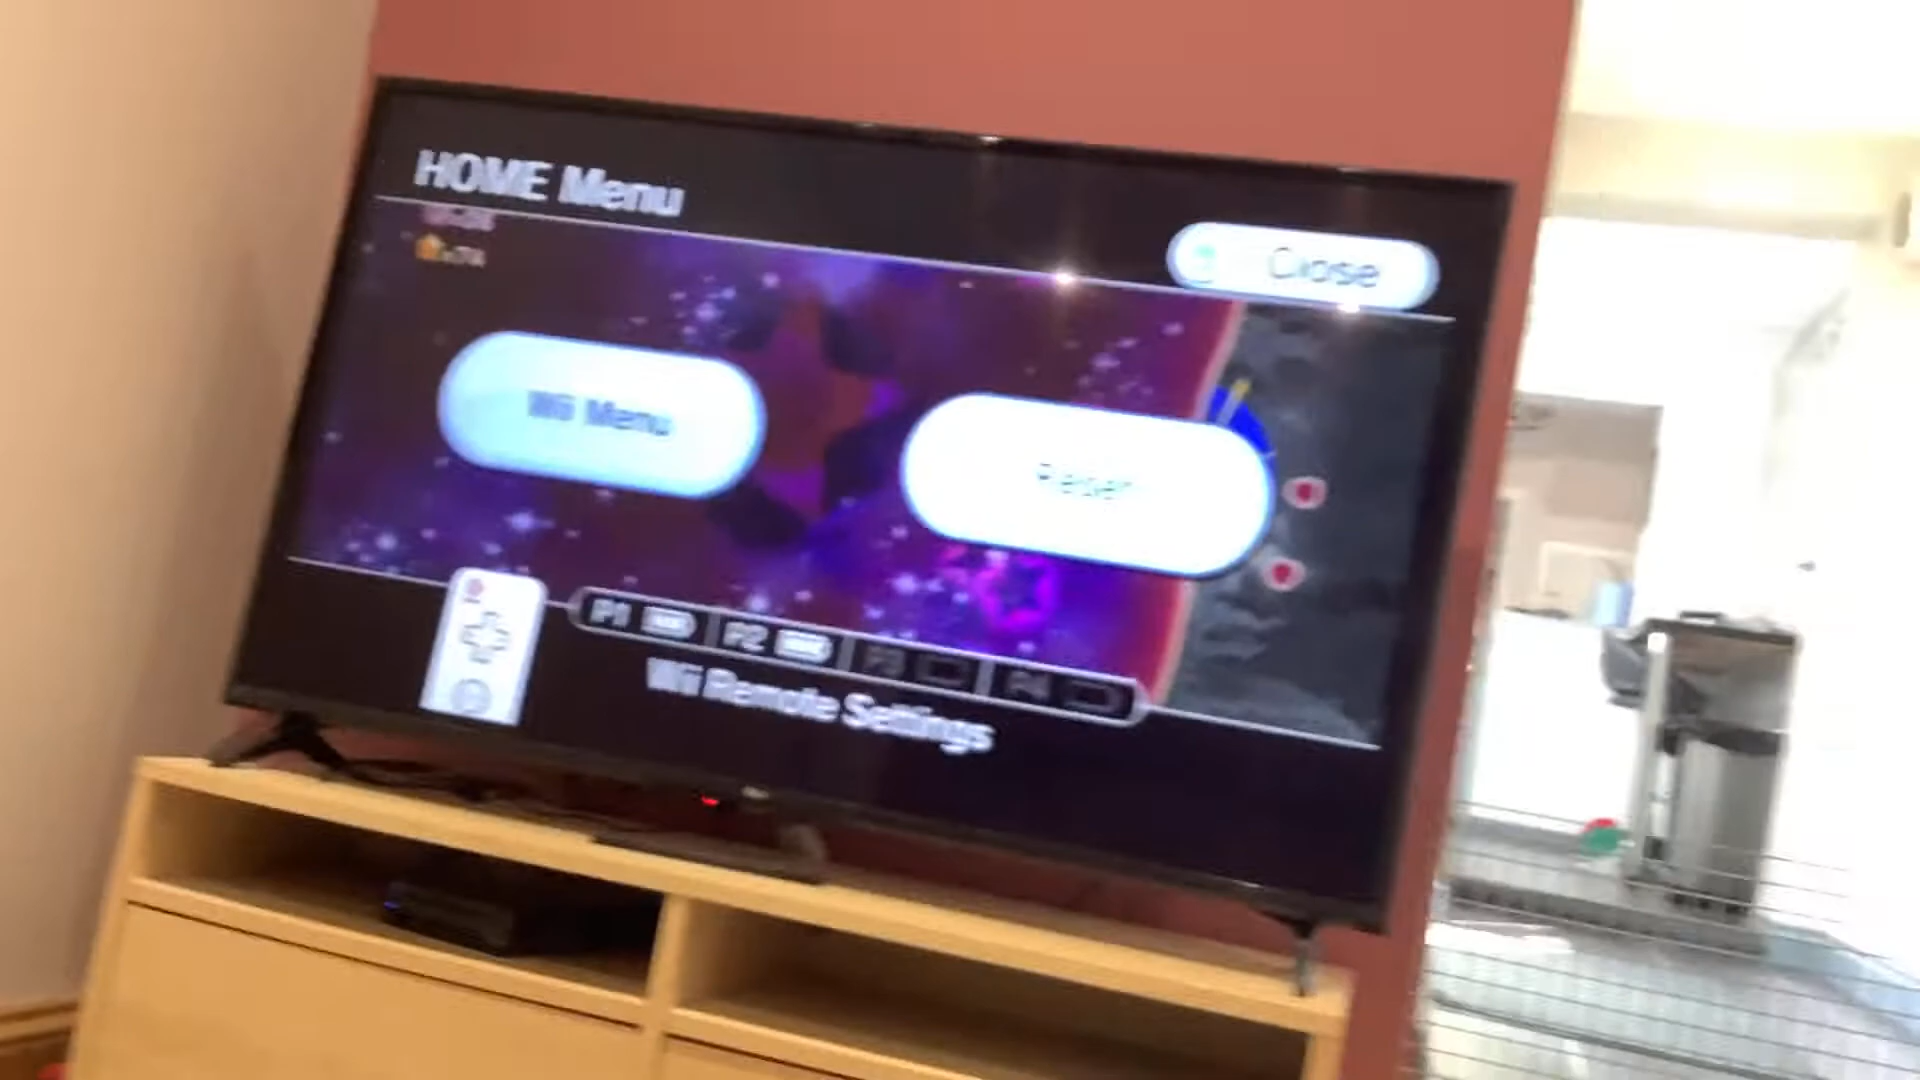 HOME Menu
Close
Wii Menu
Reset
P1 P2 P3 P4
Wii Remote Settings